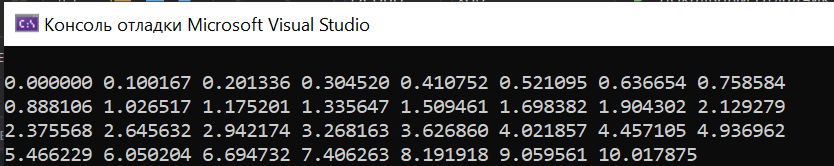 Консоль отладки Microsoft Visual Studio
0.000000 0.100167 0.201336 0.304520 0.410752 0.521095 0.636654 0.758584
0.888106 1.026517 1.175201 1.335647 1.509461 1.698382 1.904302 2.129279
2.375568 2.645632 2.942174 3.268163 3.626860 4.021857 4.457105 4.936962
5.466229 6.050204 6.694732 7.406263 8.191918 9.059561 10.017875